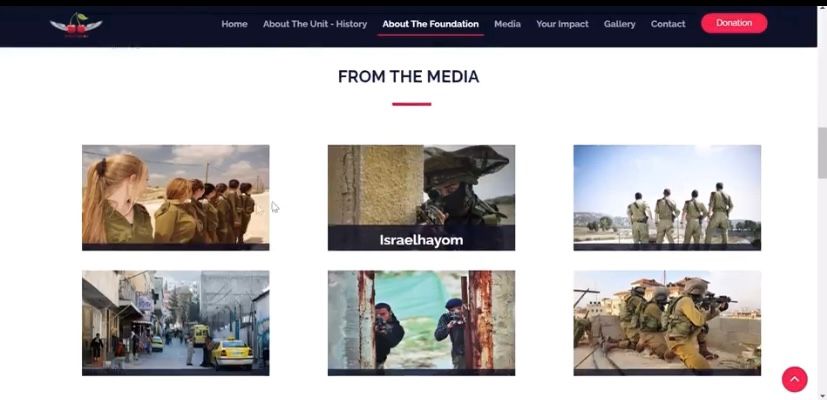 Home About The Unit - History About The Foundation Media Your Impact Gallery Contact Donation
FROM THE MEDIA
Israelhayom